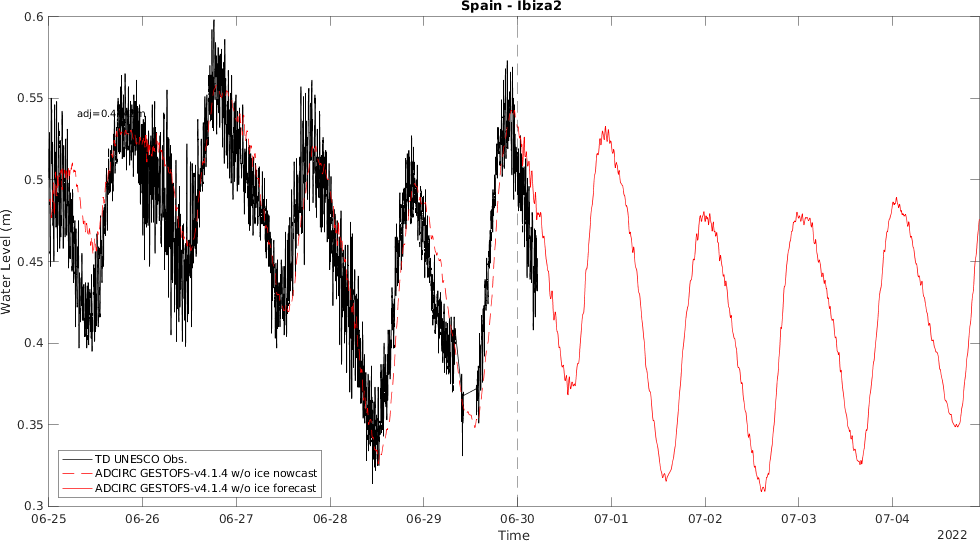 Spain - Ibiza2
0.6
0.55
0.5
0.45
0.4
0.35
0.3
Water Level (m)
TD UNESCO Obs.
ADCIRC GESTOFS-v4.1.4 w/o ice nowcast
ADCIRC GESTOFS-v4.1.4 w/o ice forecast
06-25 06-26 06-27 06-28 06-29 06-30 07-01 07-02 07-03 07-04
Time
2022